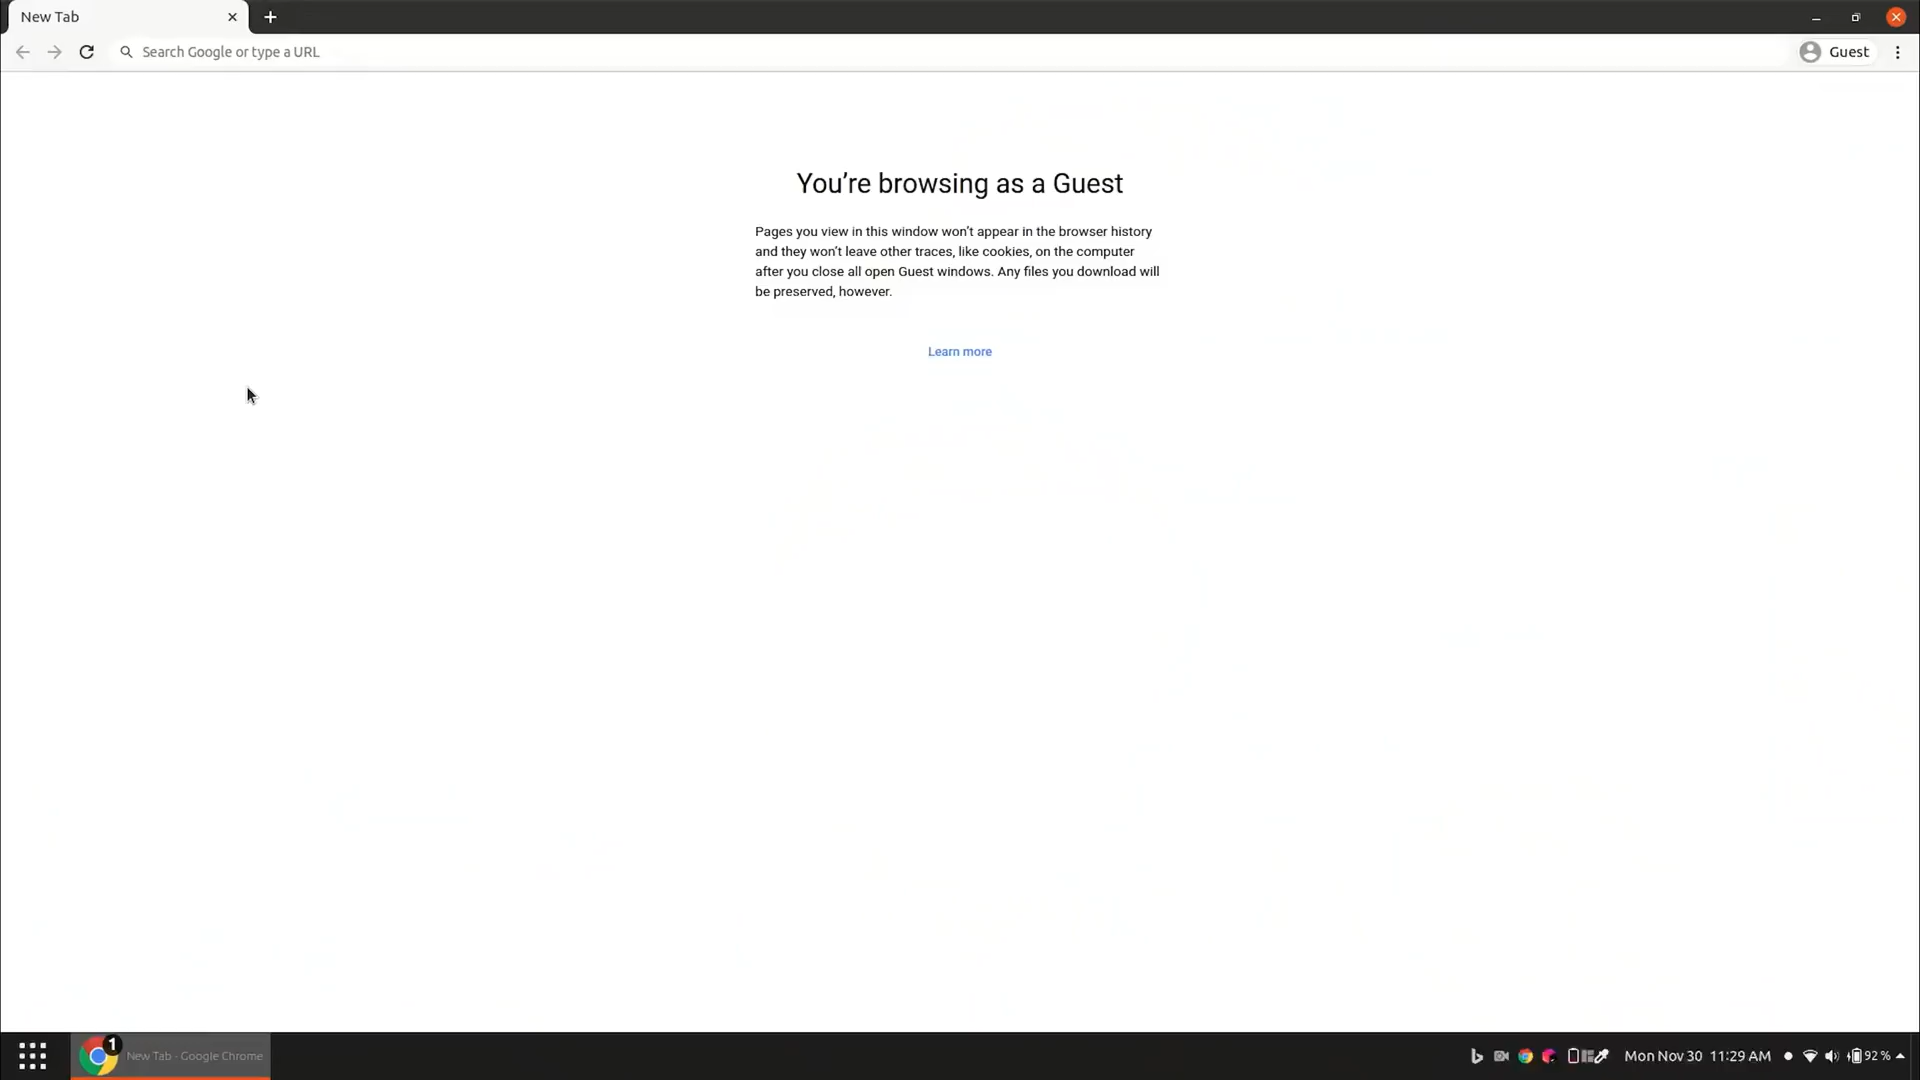 New Tab
Search Google or type a URL
Guest
You’re browsing as a Guest
Pages you view in this window won’t appear in the browser history
and they won’t leave other traces, like cookies, on the computer
after you close all open Guest windows. Any files you download will
be preserved, however.
Learn more
1
New Tab - Google Chrome
Mon Nov 30 11:29 AM
92 %